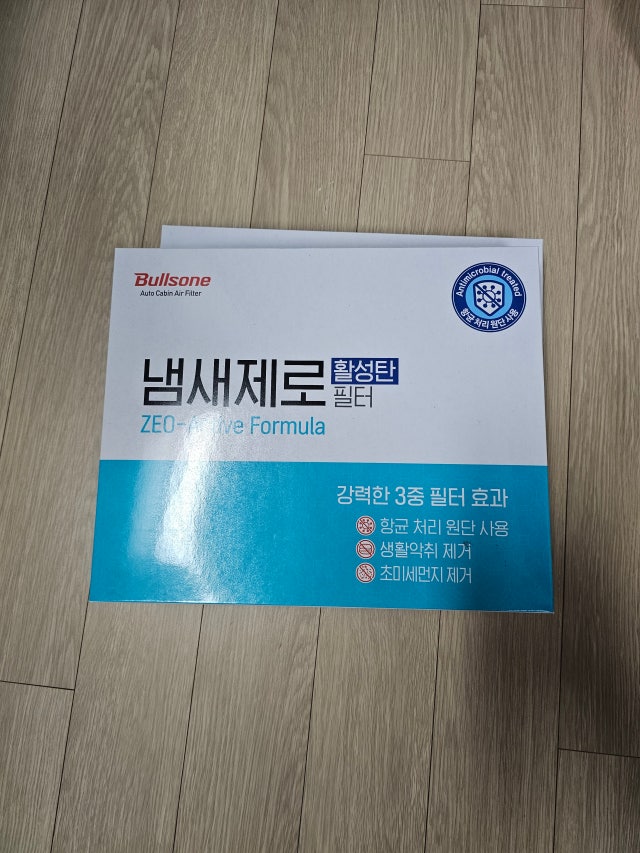 Bullsone
Auto Cabin Air Filter
Antimicrobial treated
항균 처리 원단 사용
냄새제로 활성탄 필터
ZEO-Active Formula
강력한 3중 필터 효과
항균 처리 원단 사용
생활악취 제거
초미세먼지 제거